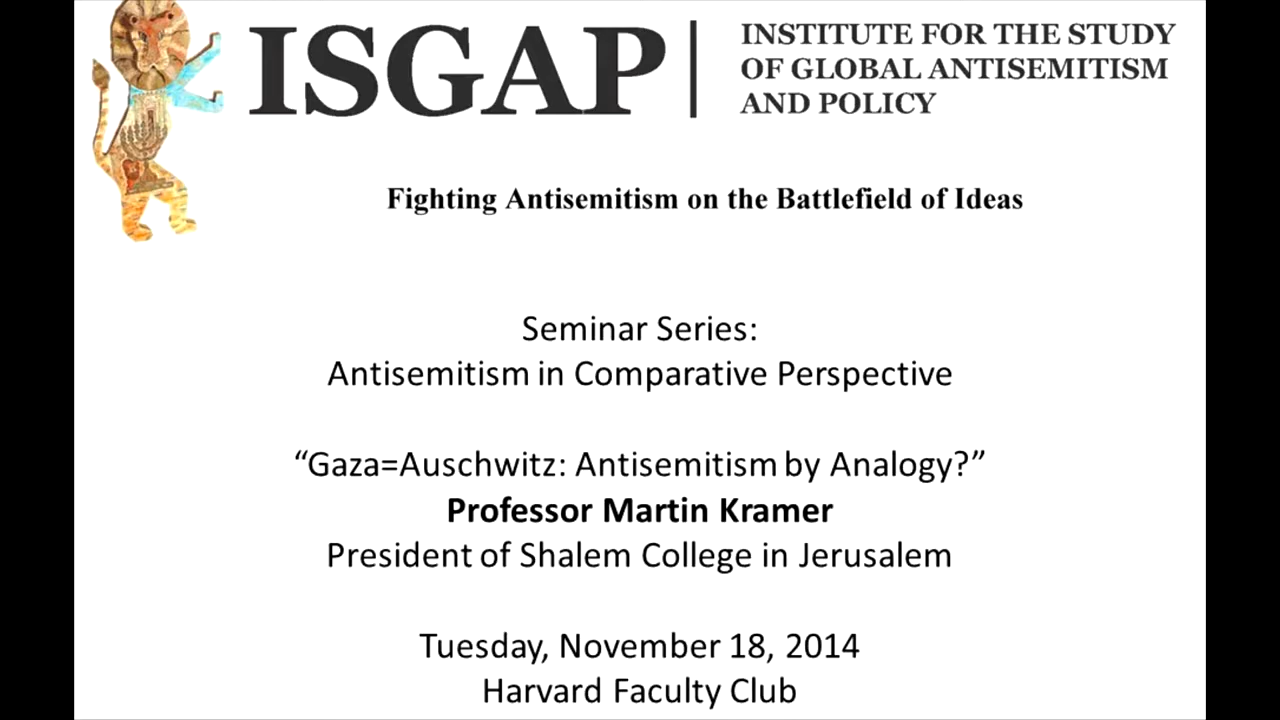 ISGAP
INSTITUTE FOR THE STUDY
OF GLOBAL ANTISEMITISM
AND POLICY
Fighting Antisemitism on the Battlefield of Ideas
Seminar Series:
Antisemitism in Comparative Perspective
“Gaza=Auschwitz: Antisemitism by Analogy?”
Professor Martin Kramer
President of Shalem College in Jerusalem
Tuesday, November 18, 2014
Harvard Faculty Club